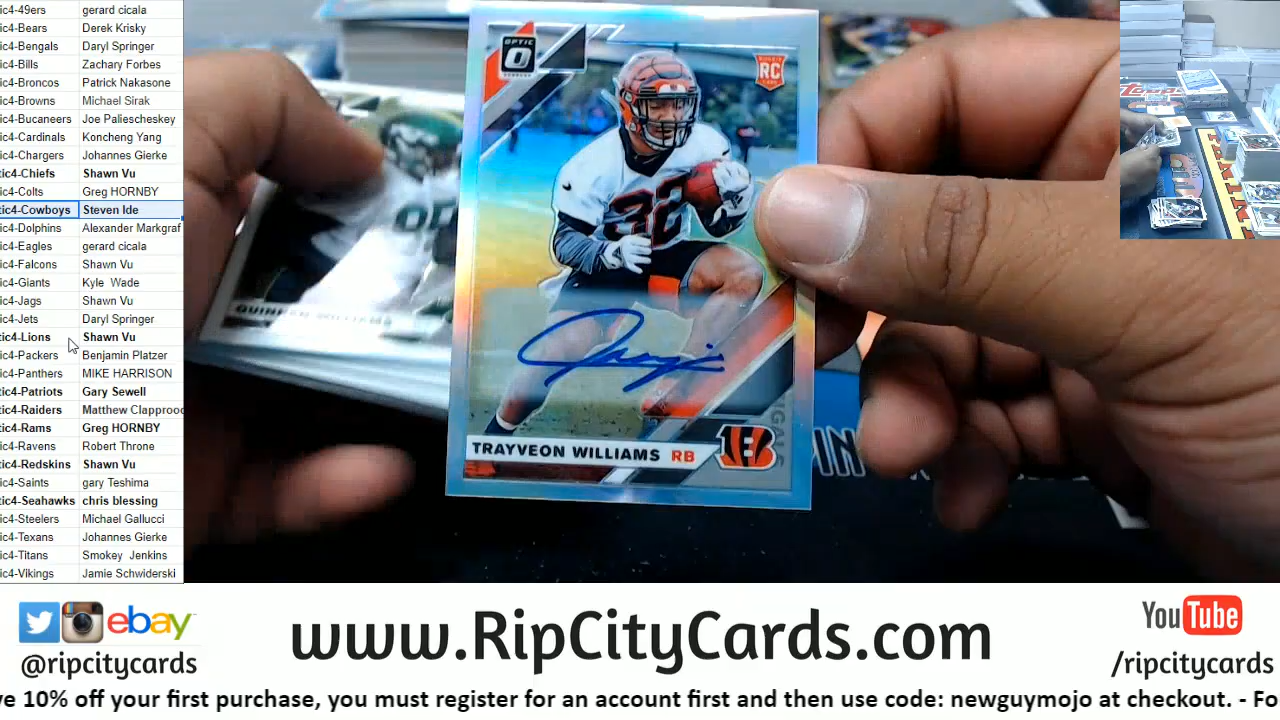 ic4-49ers gerard cicala
ic4-Bears Derek Krisky
ic4-Bengals Daryl Springer
ic4-Bills Zachary Forbes
ic4-Broncos Patrick Nakasone
ic4-Browns Michael Sirak
ic4-Bucaneers Joe Paliescheskey
ic4-Cardinals Koncheng Yang
ic4-Chargers Johannes Gierke
tic4-Chiefs Shawn Vu
ic4-Colts Greg HORNBY
tic4-Cowboys Steven Ide
ic4-Dolphins Alexander Markgraf
ic4-Eagles gerard cicala
ic4-Falcons Shawn Vu
ic4-Giants Kyle Wade
ic4-Jags Shawn Vu
ic4-Jets Daryl Springer
tic4-Lions Shawn Vu
ic4-Packers Benjamin Platzer
ic4-Panthers MIKE HARRISON
tic4-Patriots Gary Sewell
tic4-Raiders Matthew Clapprood
tic4-Rams Greg HORNBY
ic4-Ravens Robert Throne
tic4-Redskins Shawn Vu
ic4-Saints gary Teshima
tic4-Seahawks chris blessing
ic4-Steelers Michael Gallucci
ic4-Texans Johannes Gierke
ic4-Titans Smokey Jenkins
ic4-Vikings Jamie Schwiderski
OPTIC
RC
32
QUINNEN WILLIAMS
TRAYVEON WILLIAMS RB
B
ebay
@ripcitycards
www.RipCityCards.com
YouTube
/ripcitycards
ve 10% off your first purchase, you must register for an account first and then use code: newguymojo at checkout. - Fo